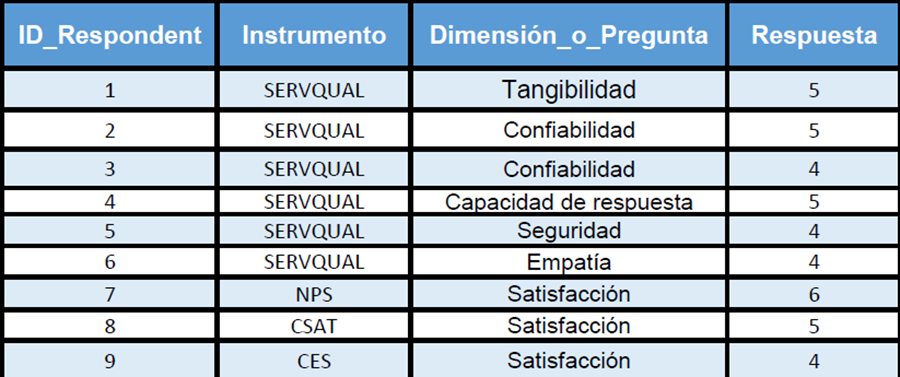 ID_Respondent Instrumento Dimensión_o_Pregunta Respuesta
1 SERVQUAL Tangibilidad 5
2 SERVQUAL Confiabilidad 5
3 SERVQUAL Confiabilidad 4
4 SERVQUAL Capacidad de respuesta 5
5 SERVQUAL Seguridad 4
6 SERVQUAL Empatía 4
7 NPS Satisfacción 6
8 CSAT Satisfacción 5
9 CES Satisfacción 4